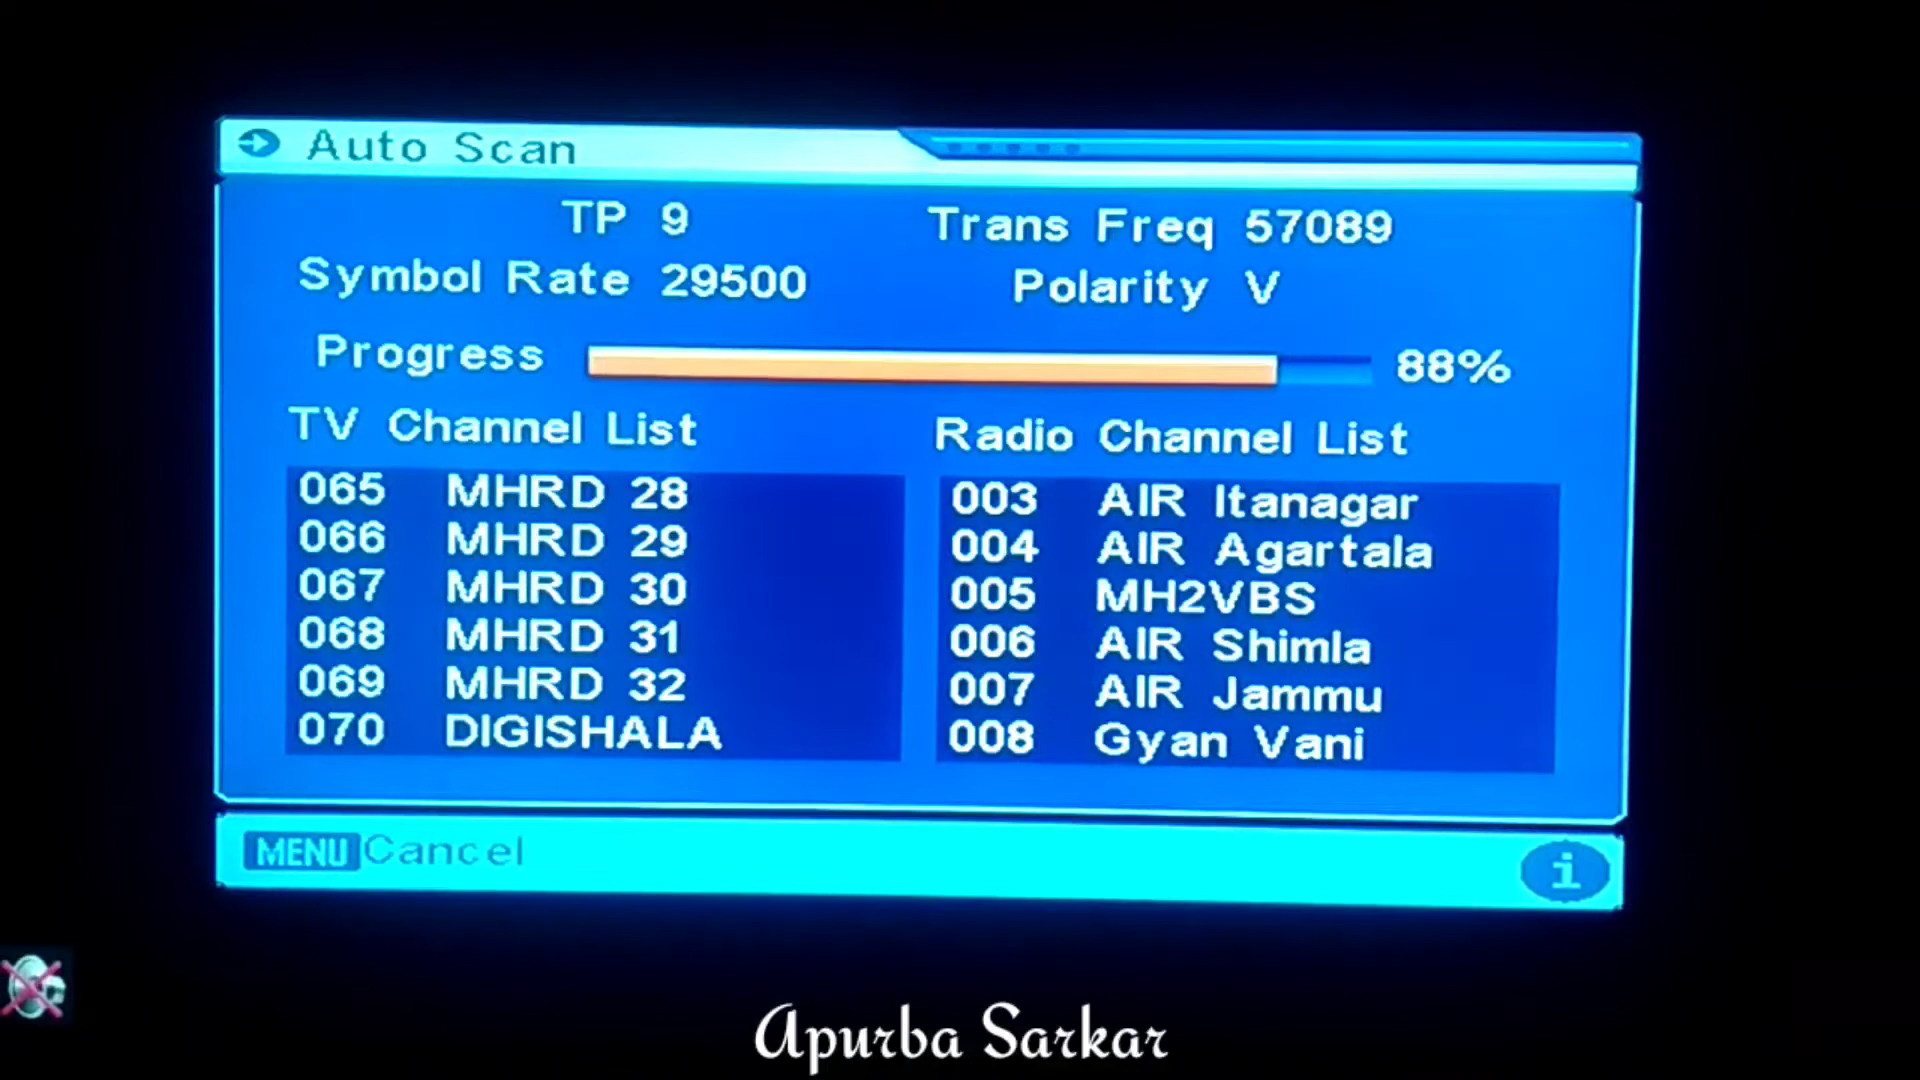 Auto Scan
TP 9 Trans Freq 57089
Symbol Rate 29500 Polarity V
Progress 88%
TV Channel List
065 MHRD 28
066 MHRD 29
067 MHRD 30
068 MHRD 31
069 MHRD 32
070 DIGISHALA
Radio Channel List
003 AIR Itanagar
004 AIR Agartala
005 MH2VBS
006 AIR Shimla
007 AIR Jammu
008 Gyan Vani
MENU Cancel
i
Apurba Sarkar